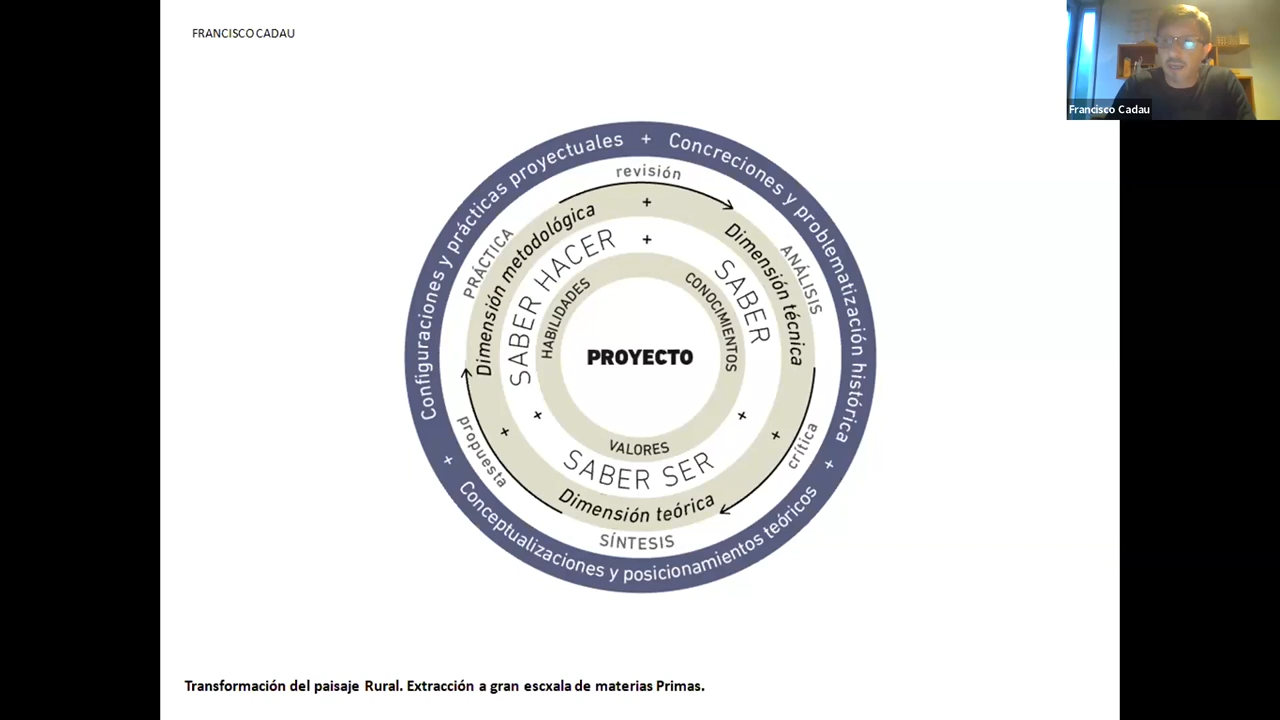 FRANCISCO CADAU
Francisco Cadau
Configuraciones y prácticas proyectuales + Concreciones y problematización histórica + Conceptualizaciones y posicionamientos teóricos +
revisión
PRÁCTICA
ANÁLISIS
crítica
SÍNTESIS
propuesta
Dimensión metodológica + Dimensión técnica + Dimensión teórica +
SABER HACER + SABER + SABER SER +
HABILIDADES
CONOCIMIENTOS
VALORES
PROYECTO
Transformación del paisaje Rural. Extracción a gran escxala de materias Primas.